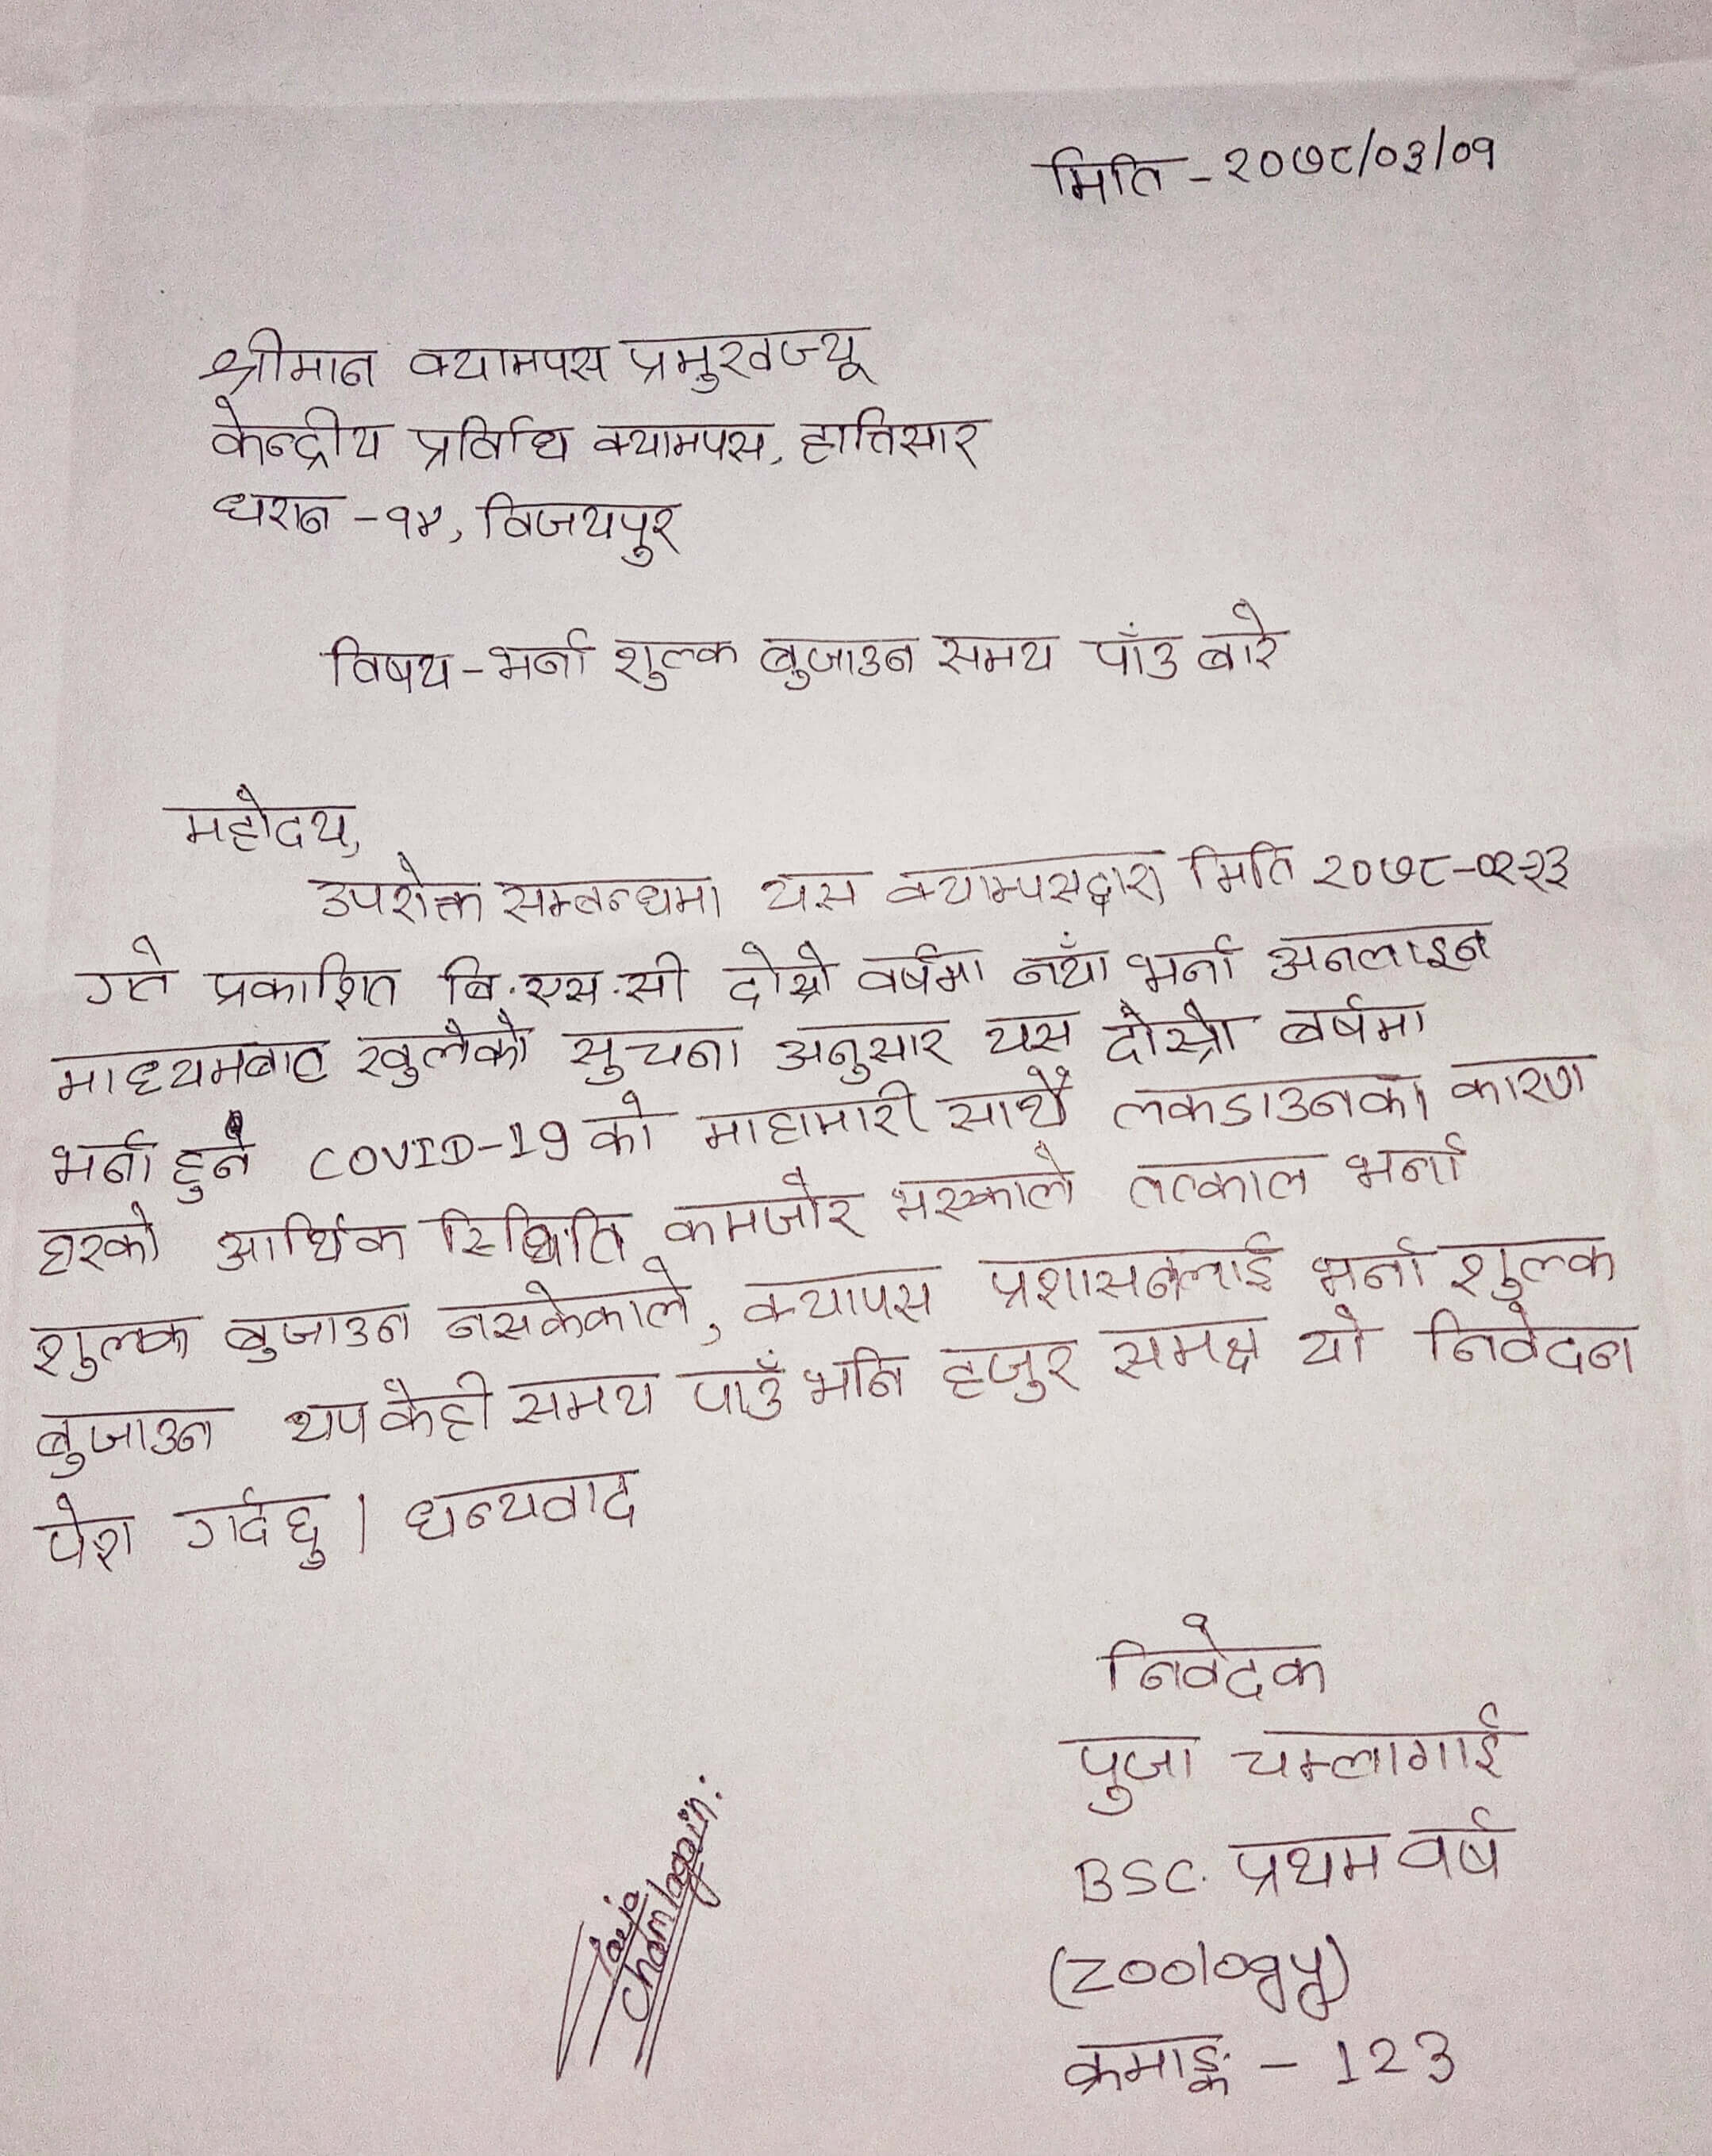 मिति - २०७८/०३/०१
श्रीमान क्यामपस प्रमुखज्यू
केन्द्रीय प्रविधि क्यामपस, हात्तिसार
धरान - १४, विजयपुर
विषय - भर्ना शुल्क बुजाउन समय पाँउ बारे
महोदय,
उपरोक्त सम्बन्धमा यस क्याम्पसद्वारा मिति २०७८-०२-२३
गते प्रकाशित बि.एस.सी दोस्रो वर्षमा नयाँ भर्ना अनलाइन
माध्यमबाट खुलेको सुचना अनुसार यस दोस्रो बर्षमा
भर्ना हुने COVID-19 को माहामारी साथै लकडाउनका कारण
घरको आर्थिक स्थिति कमजोर भएकाले तत्काल भर्ना
शुल्क बुजाउन नसकेकाले, क्यापस प्रशासनलाई भर्ना शुल्क
बुजाउन थप केही समय पाउँ भनि हजुर समक्ष यो निवेदन
पेश गर्दछु । धन्यवाद
निवेदक
पुजा चम्लागाई
BSC. प्रथम वर्ष
(Zoology)
क्रमाङ्क - 123
Puja
Chamlagain.